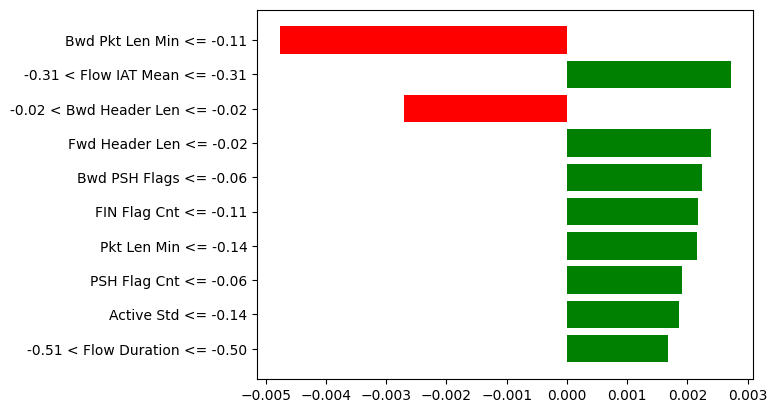 Bwd Pkt Len Min <= -0.11
-0.31 < Flow IAT Mean <= -0.31
-0.02 < Bwd Header Len <= -0.02
Fwd Header Len <= -0.02
Bwd PSH Flags <= -0.06
FIN Flag Cnt <= -0.11
Pkt Len Min <= -0.14
PSH Flag Cnt <= -0.06
Active Std <= -0.14
-0.51 < Flow Duration <= -0.50
−0.005 −0.004 −0.003 −0.002 −0.001 0.000 0.001 0.002 0.003